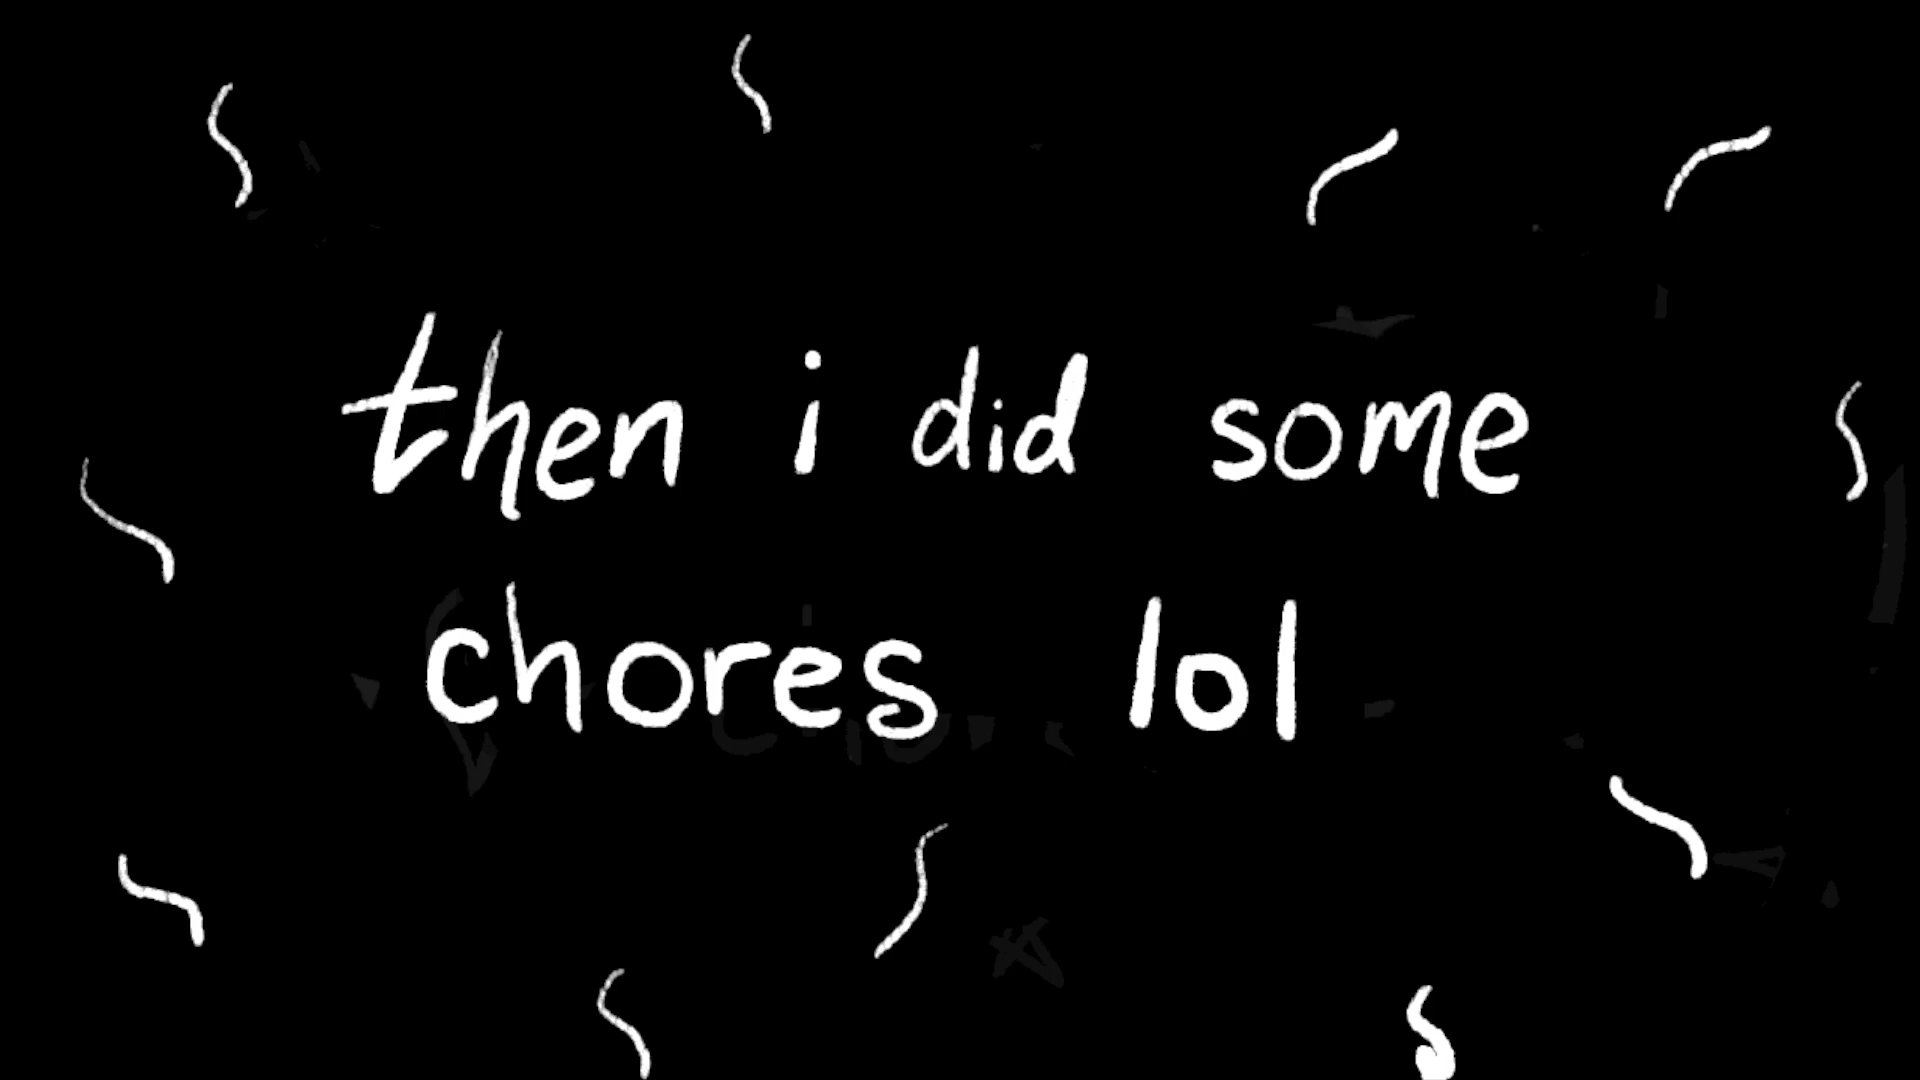 then i did some
chores lol